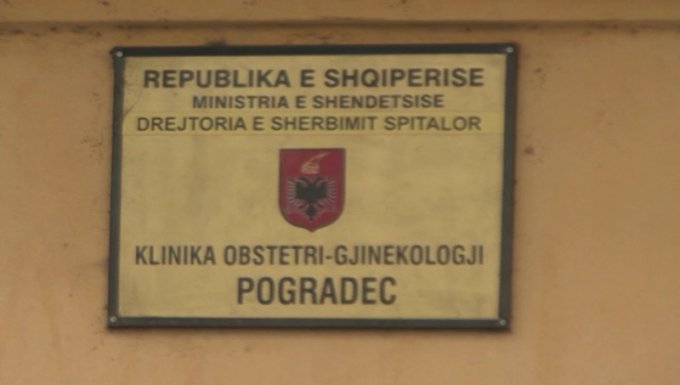 REPUBLIKA E SHQIPERISE
MINISTRIA E SHENDETSISE
DREJTORIA E SHERBIMIT SPITALOR
KLINIKA OBSTETRI-GJINEKOLOGJI
POGRADEC